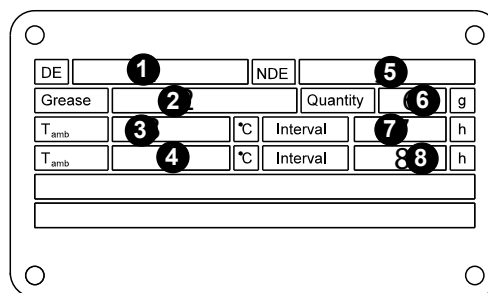 DE 1 NDE 5
Grease 2 Quantity 6 g
Tamb 3 °C Interval 7 h
Tamb 4 °C Interval 8 h